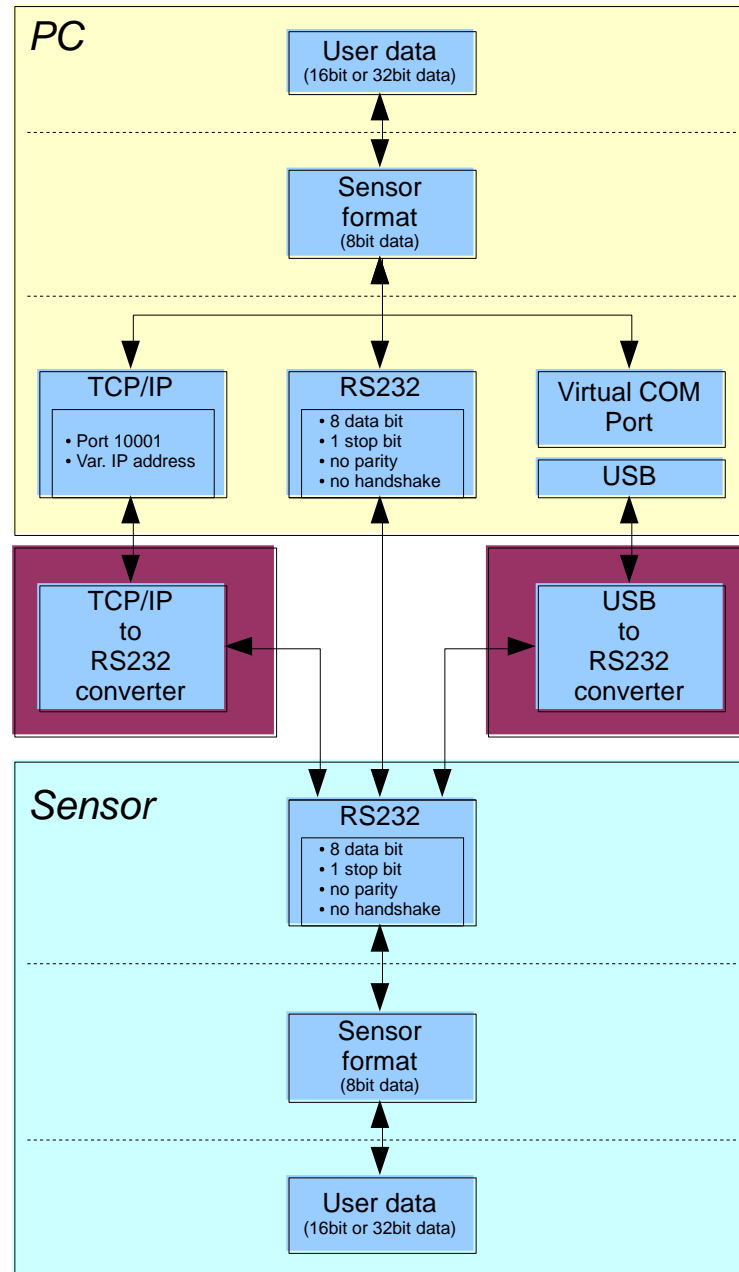 PC
User data
(16bit or 32bit data)
Sensor
format
(8bit data)
TCP/IP
• Port 10001
• Var. IP address
RS232
• 8 data bit
• 1 stop bit
• no parity
• no handshake
Virtual COM
Port
USB
TCP/IP
to
RS232
converter
USB
to
RS232
converter
Sensor
RS232
• 8 data bit
• 1 stop bit
• no parity
• no handshake
Sensor
format
(8bit data)
User data
(16bit or 32bit data)